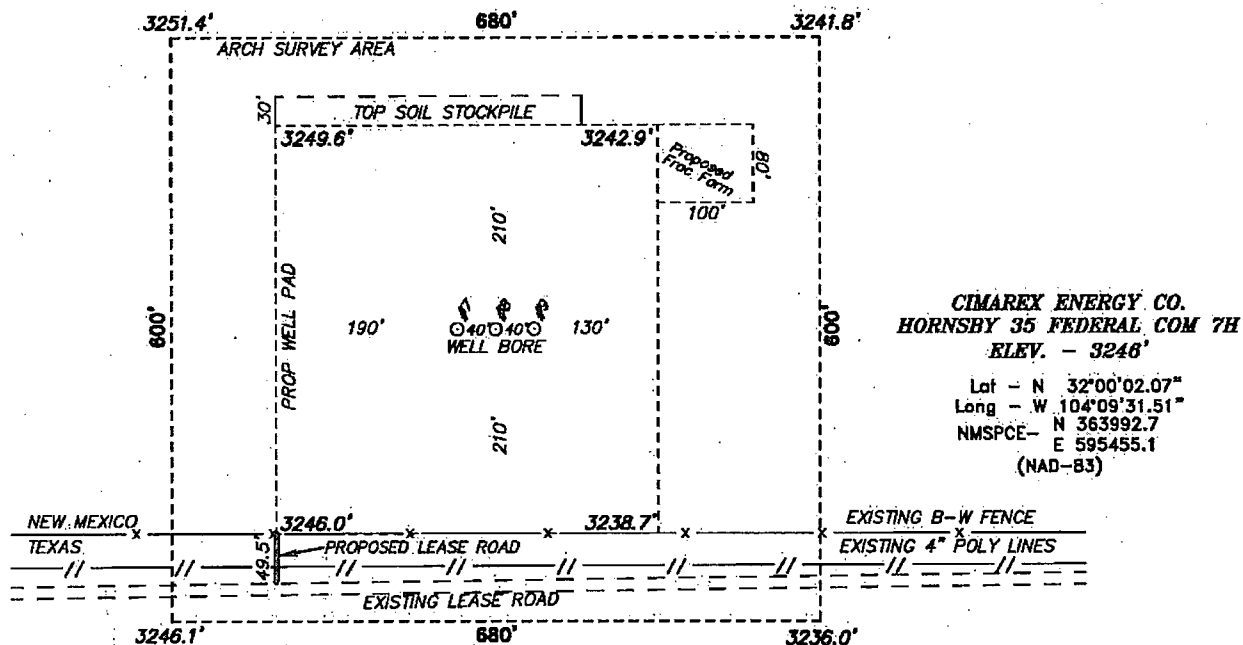 3251.4' 680' 3241.8'
ARCH SURVEY AREA
30' TOP SOIL STOCKPILE
3249.6' 3242.9'
Proposed
Frac. Farm
80'
100'
210'
PROP WELL PAD
600'
190' 40' 40' 130'
WELL BORE
600'
210'
CIMAREX ENERGY CO.
HORNSBY 35 FEDERAL COM 7H
ELEV. - 3246'
Lat - N 32°00'02.07"
Long - W 104°09'31.51"
NMSPCE- N 363992.7
E 595455.1
(NAD-83)
NEW MEXICO 3246.0' 3238.7' EXISTING B-W FENCE
TEXAS 149.5' PROPOSED LEASE ROAD EXISTING 4" POLY LINES
EXISTING LEASE ROAD
3246.1' 680' 3236.0'